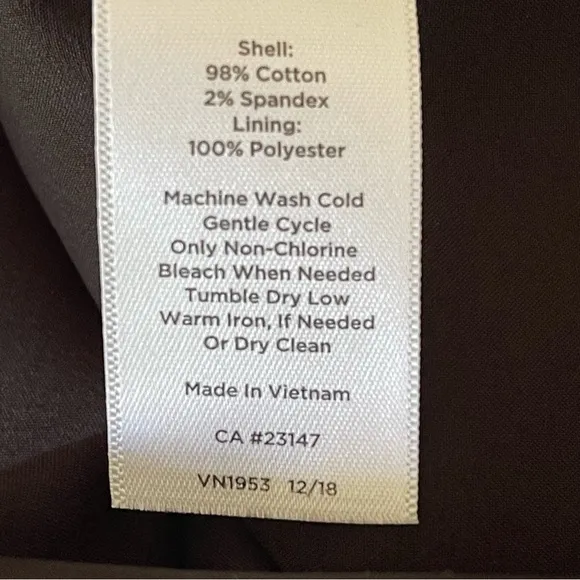 Shell:
98% Cotton
2% Spandex
Lining:
100% Polyester
Machine Wash Cold
Gentle Cycle
Only Non-Chlorine
Bleach When Needed
Tumble Dry Low
Warm Iron, If Needed
Or Dry Clean
Made In Vietnam
CA #23147
VN1953 12/18